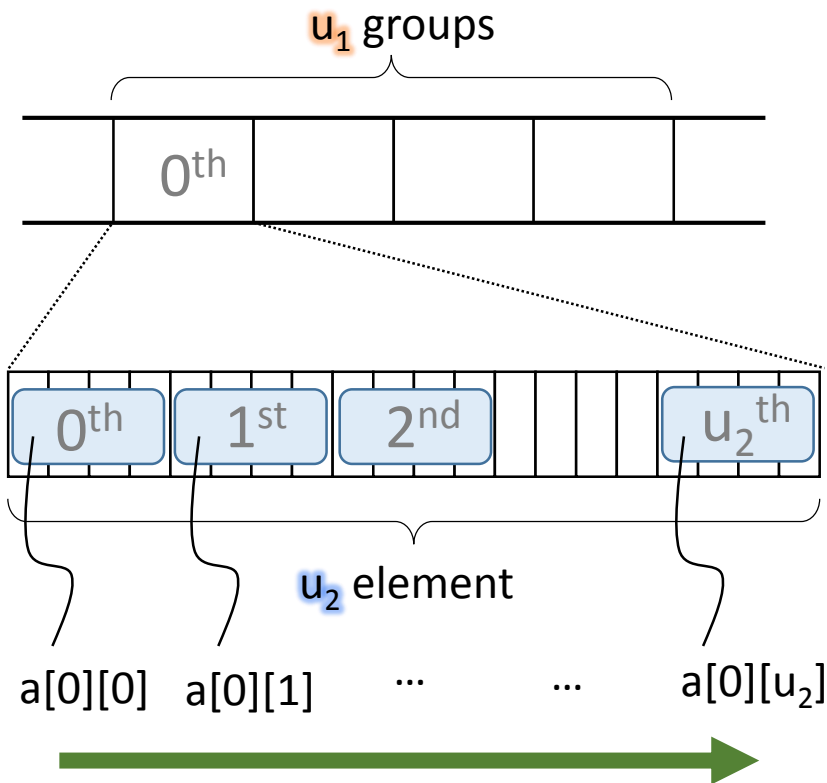 u₁ groups
0ᵗʰ
0ᵗʰ 1ˢᵗ 2ⁿᵈ u₂ᵗʰ
u₂ element
a[0][0] a[0][1] ... ... a[0][u₂]